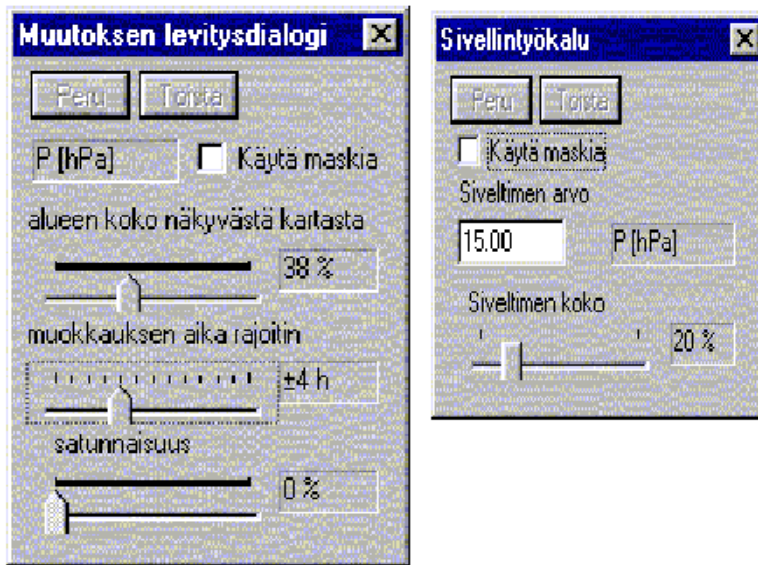 Muutoksen levitysdialogi
Peru Toista
P [hPa] Käytä maskia
alueen koko näkyvästä kartasta
38 %
muokkauksen aika rajoitin
±4 h
satunnaisuus
0 %
Sivellintyökalu
Peru Toista
Käytä maskia
Siveltimen arvo
15.00 P [hPa]
Siveltimen koko
20 %